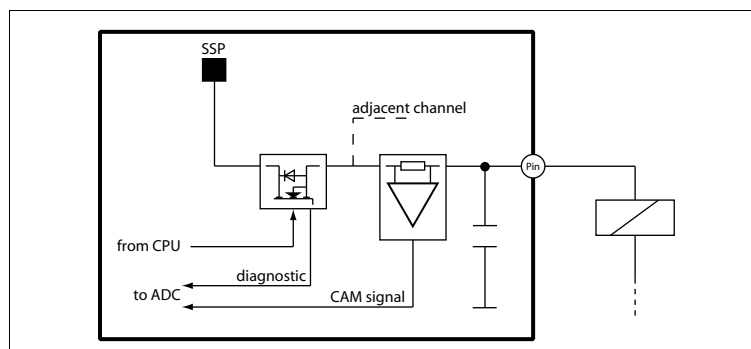 SSP
adjacent channel
Pin
from CPU
diagnostic
to ADC
CAM signal